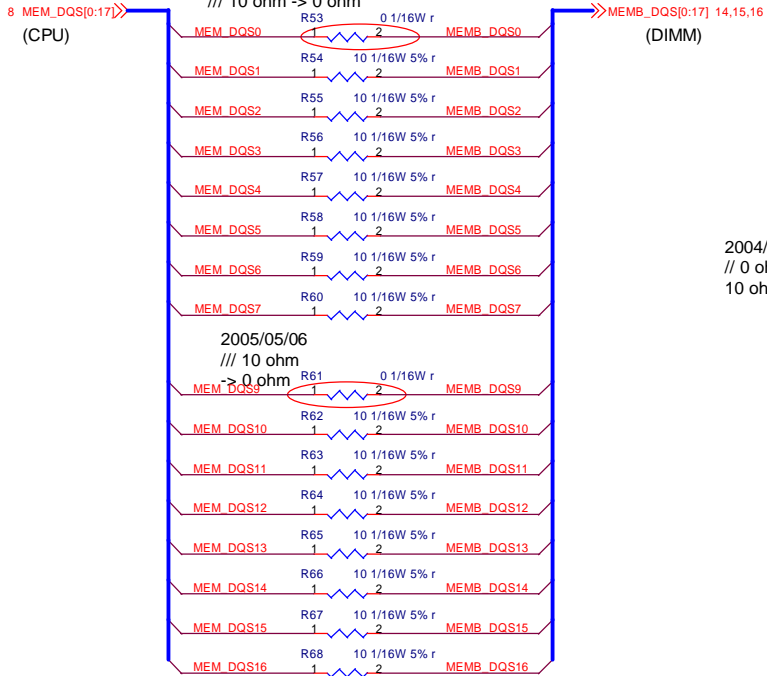 /// 10 ohm -> 0 ohm
8 MEM_DQS[0:17] MEMB_DQS[0:17] 14,15,16
(CPU) (DIMM)
R53 0 1/16W r
MEM_DQS0 1 2 MEMB_DQS0
R54 10 1/16W 5% r
MEM_DQS1 1 2 MEMB_DQS1
R55 10 1/16W 5% r
MEM_DQS2 1 2 MEMB_DQS2
R56 10 1/16W 5% r
MEM_DQS3 1 2 MEMB_DQS3
R57 10 1/16W 5% r
MEM_DQS4 1 2 MEMB_DQS4
R58 10 1/16W 5% r
MEM_DQS5 1 2 MEMB_DQS5
2004/
// 0 o
10 oh
R59 10 1/16W 5% r
MEM_DQS6 1 2 MEMB_DQS6
R60 10 1/16W 5% r
MEM_DQS7 1 2 MEMB_DQS7
2005/05/06
/// 10 ohm
-> 0 ohm
R61 0 1/16W r
MEM_DQS9 1 2 MEMB_DQS9
R62 10 1/16W 5% r
MEM_DQS10 1 2 MEMB_DQS10
R63 10 1/16W 5% r
MEM_DQS11 1 2 MEMB_DQS11
R64 10 1/16W 5% r
MEM_DQS12 1 2 MEMB_DQS12
R65 10 1/16W 5% r
MEM_DQS13 1 2 MEMB_DQS13
R66 10 1/16W 5% r
MEM_DQS14 1 2 MEMB_DQS14
R67 10 1/16W 5% r
MEM_DQS15 1 2 MEMB_DQS15
R68 10 1/16W 5% r
MEM_DQS16 1 2 MEMB_DQS16